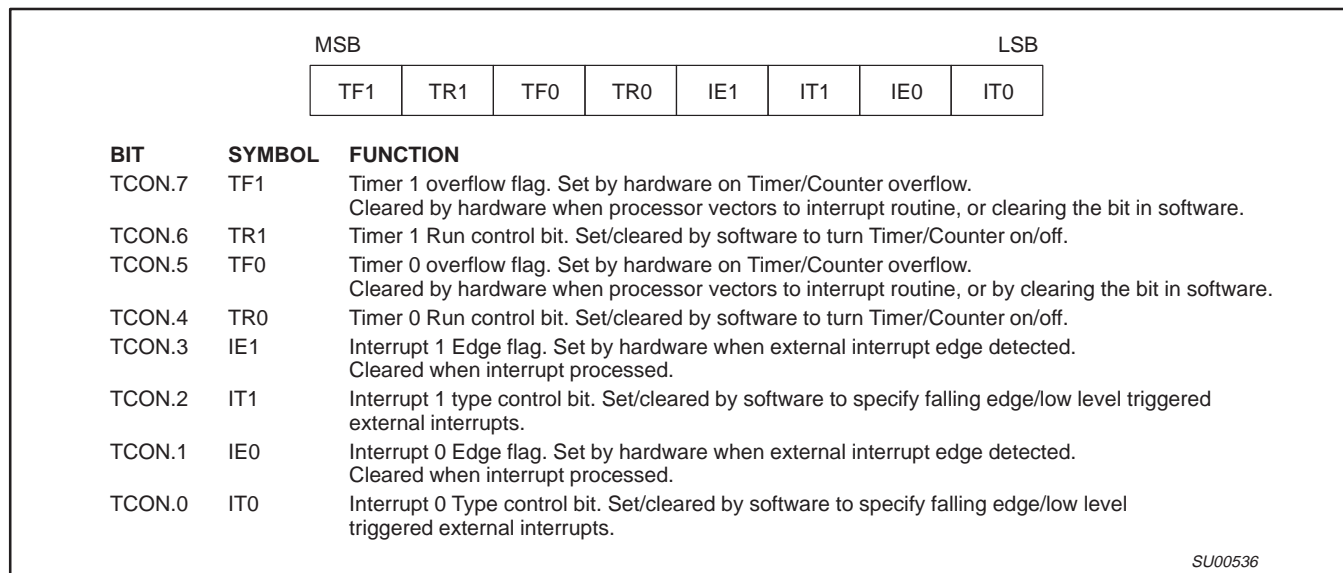 MSB LSB
TF1 TR1 TF0 TR0 IE1 IT1 IE0 IT0
BIT SYMBOL FUNCTION
TCON.7 TF1 Timer 1 overflow flag. Set by hardware on Timer/Counter overflow.
Cleared by hardware when processor vectors to interrupt routine, or clearing the bit in software.
TCON.6 TR1 Timer 1 Run control bit. Set/cleared by software to turn Timer/Counter on/off.
TCON.5 TF0 Timer 0 overflow flag. Set by hardware on Timer/Counter overflow.
Cleared by hardware when processor vectors to interrupt routine, or by clearing the bit in software.
TCON.4 TR0 Timer 0 Run control bit. Set/cleared by software to turn Timer/Counter on/off.
TCON.3 IE1 Interrupt 1 Edge flag. Set by hardware when external interrupt edge detected.
Cleared when interrupt processed.
TCON.2 IT1 Interrupt 1 type control bit. Set/cleared by software to specify falling edge/low level triggered
external interrupts.
TCON.1 IE0 Interrupt 0 Edge flag. Set by hardware when external interrupt edge detected.
Cleared when interrupt processed.
TCON.0 IT0 Interrupt 0 Type control bit. Set/cleared by software to specify falling edge/low level
triggered external interrupts.
SU00536